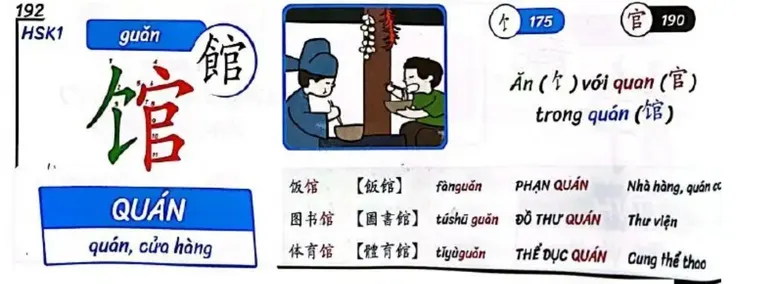 192
HSK1
guǎn
館
馆
QUÁN
quán, cửa hàng
饣 175
官 190
Ăn (饣) với quan (官)
trong quán (馆)
饭馆 【飯館】 fànguǎn PHẠN QUÁN Nhà hàng, quán
图书馆 【圖書館】 túshū guǎn ĐỒ THƯ QUÁN Thư viện
体育馆 【體育館】 tǐyùguǎn THỂ DỤC QUÁN Cung thể thao